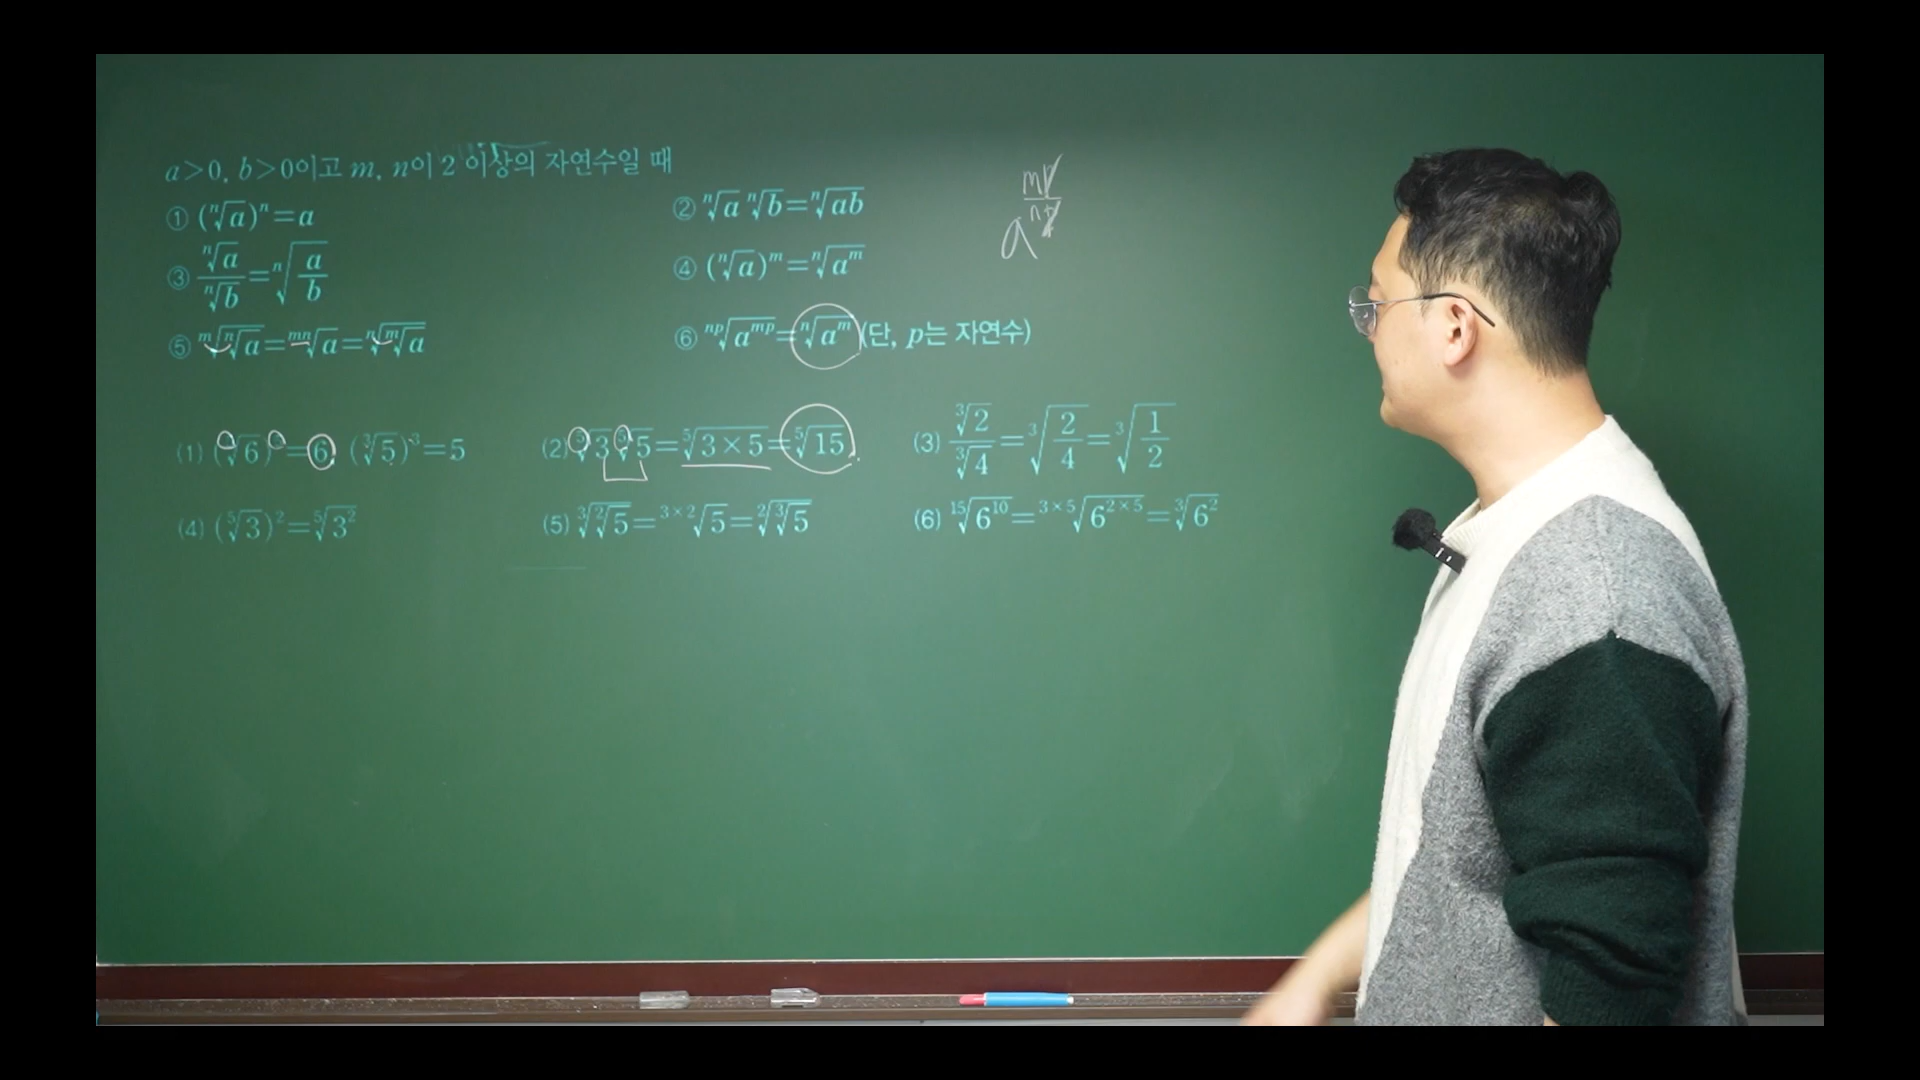 a>0, b>0이고 m, n이 2 이상의 자연수일 때
① (ⁿ√a)ⁿ=a ② ⁿ√a ⁿ√b=ⁿ√ab
③ ⁿ√a/ⁿ√b=ⁿ√(a/b) ④ (ⁿ√a)ᵐ=ⁿ√aᵐ
a^(mp/np)
⑤ ᵐ√ⁿ√a=ᵐⁿ√a=ⁿ√ᵐ√a ⑥ ⁿᵖ√aᵐᵖ=ⁿ√aᵐ (단, p는 자연수)
(1) ( √6) =6, (³√5)³=5 (2) ⁵√3 ⁵√5=⁵√3×5=⁵√15 (3) ³√2/³√4=³√(2/4)=³√(1/2)
(4) (⁵√3)²=⁵√3² (5) ³√²√5=³ˣ²√5=²√³√5 (6) ¹⁵√6¹⁰=³ˣ⁵√6²ˣ⁵=³√6²